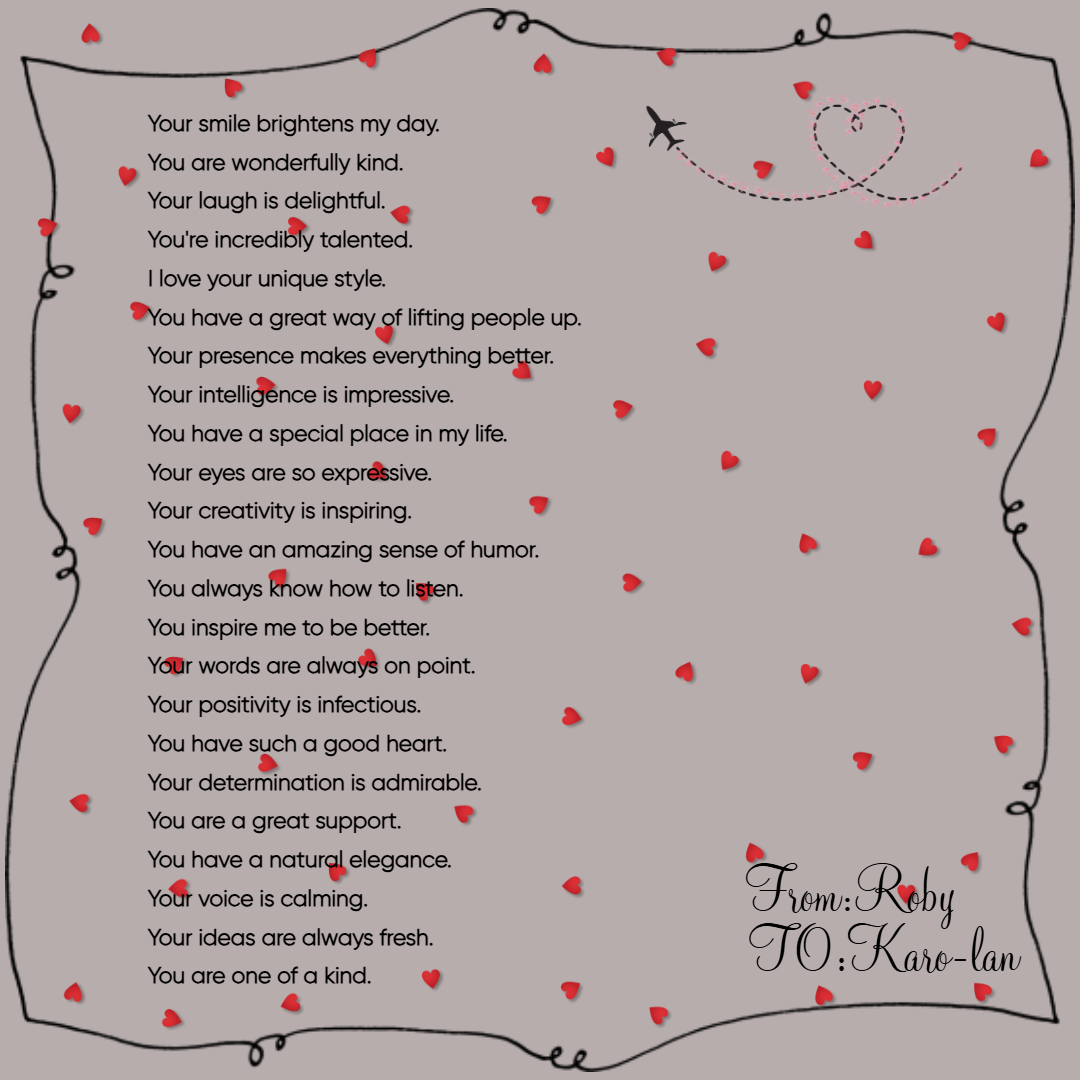 Your smile brightens my day.
You are wonderfully kind.
Your laugh is delightful.
You're incredibly talented.
I love your unique style.
You have a great way of lifting people up.
Your presence makes everything better.
Your intelligence is impressive.
You have a special place in my life.
Your eyes are so expressive.
Your creativity is inspiring.
You have an amazing sense of humor.
You always know how to listen.
You inspire me to be better.
Your words are always on point.
Your positivity is infectious.
You have such a good heart.
Your determination is admirable.
You are a great support.
You have a natural elegance.
Your voice is calming.
Your ideas are always fresh.
You are one of a kind.
From:Roby
TO:Karo-lan